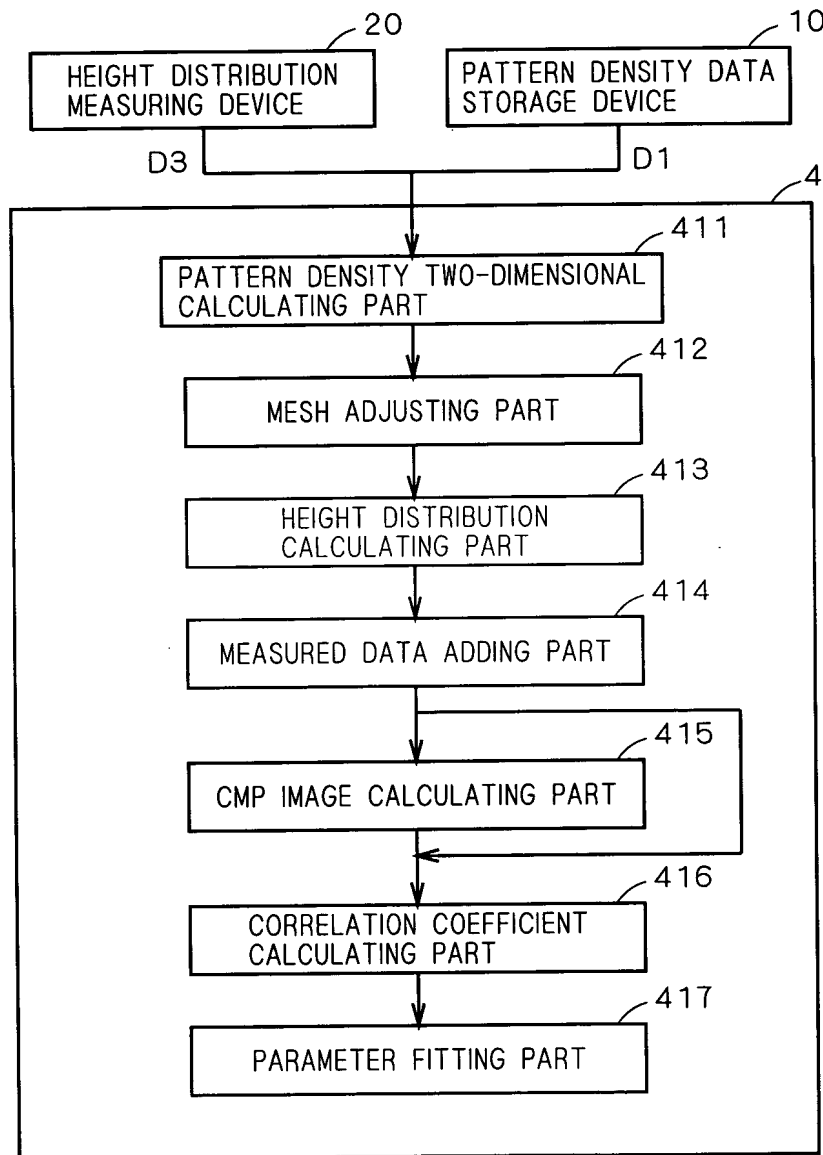 20
10
HEIGHT DISTRIBUTION
MEASURING DEVICE
PATTERN DENSITY DATA
STORAGE DEVICE
D3
D1
4
411
PATTERN DENSITY TWO-DIMENSIONAL
CALCULATING PART
412
MESH ADJUSTING PART
413
HEIGHT DISTRIBUTION
CALCULATING PART
414
MEASURED DATA ADDING PART
415
CMP IMAGE CALCULATING PART
416
CORRELATION COEFFICIENT
CALCULATING PART
417
PARAMETER FITTING PART